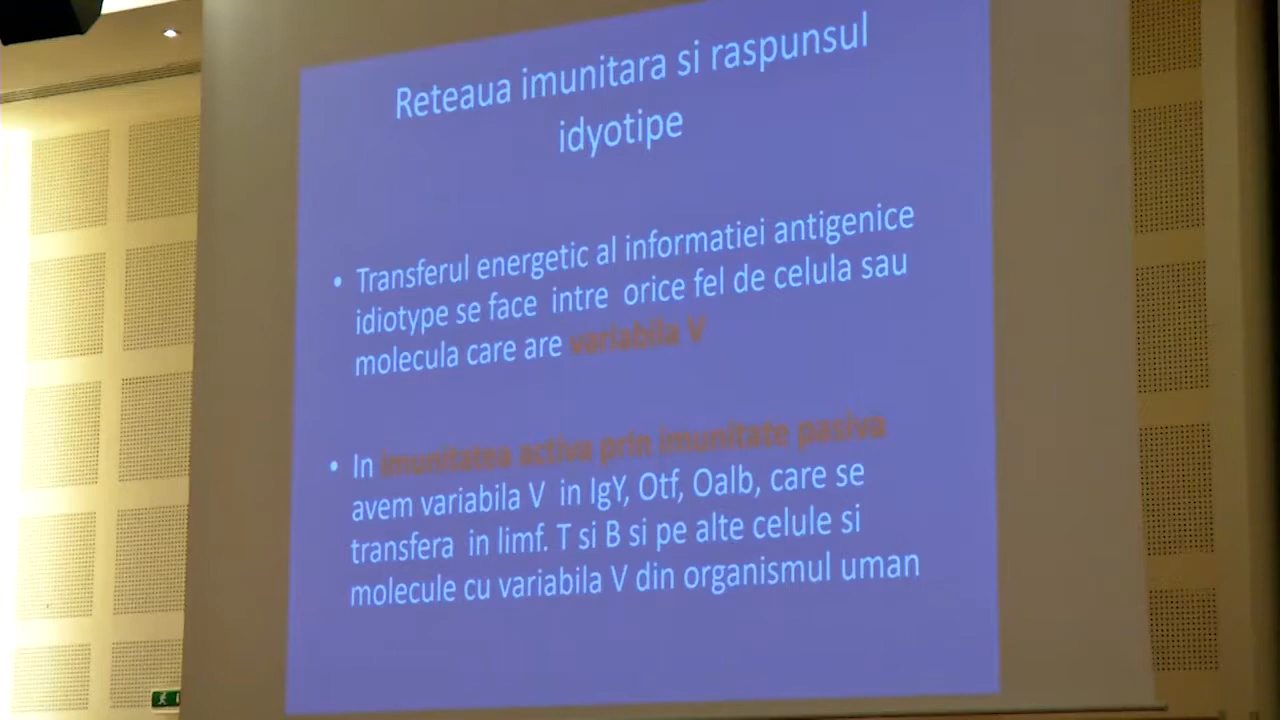 Reteaua imunitara si raspunsul
idyotipe
• Transferul energetic al informatiei antigenice
idiotype se face intre orice fel de celula sau
molecula care are variabila V
• In imunitatea activa prin imunitate pasiva
avem variabila V in IgY, Otf, Oalb, care se
transfera in limf. T si B si pe alte celule si
molecule cu variabila V din organismul uman